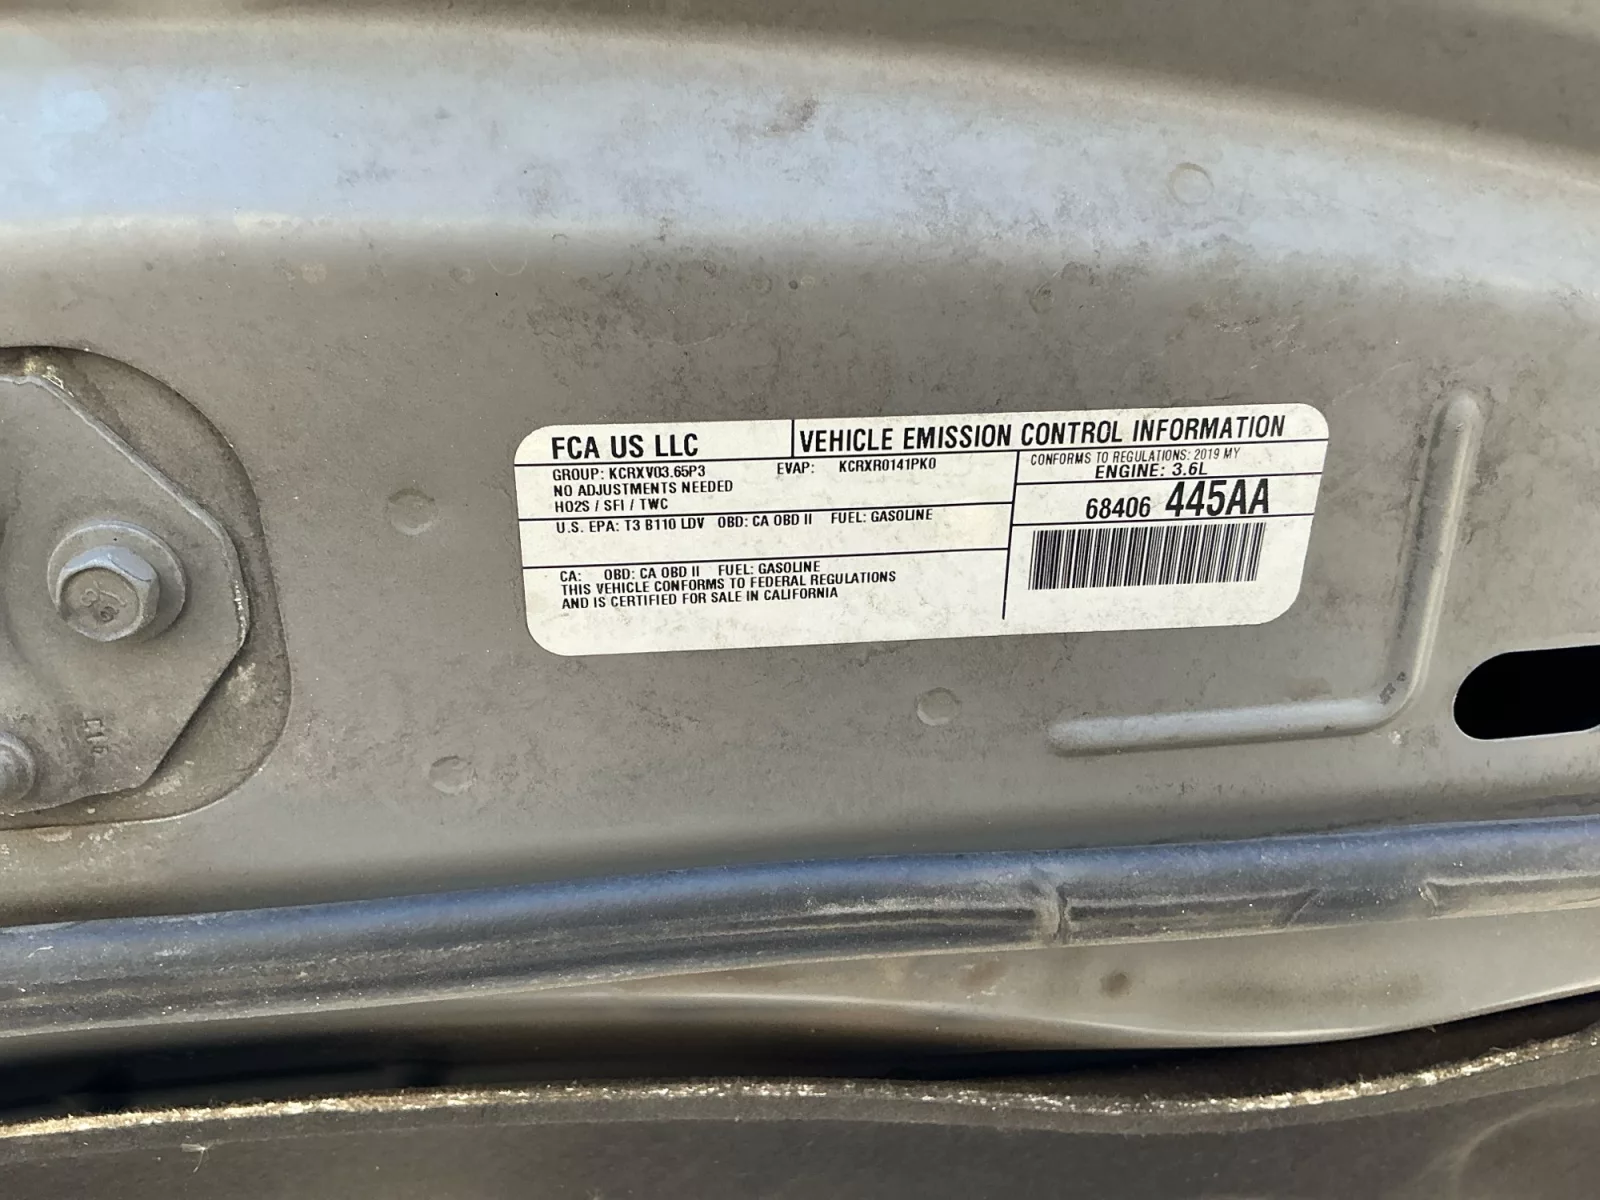 FCA US LLC
VEHICLE EMISSION CONTROL INFORMATION
GROUP: KCRXV03.65P3 EVAP: KCRXR0141PK0
NO ADJUSTMENTS NEEDED
HO2S / SFI / TWC
CONFORMS TO REGULATIONS: 2019 MY
ENGINE: 3.6L
68406 445AA
U.S. EPA: T3 B110 LDV OBD: CA OBD II FUEL: GASOLINE
CA: OBD: CA OBD II FUEL: GASOLINE
THIS VEHICLE CONFORMS TO FEDERAL REGULATIONS
AND IS CERTIFIED FOR SALE IN CALIFORNIA